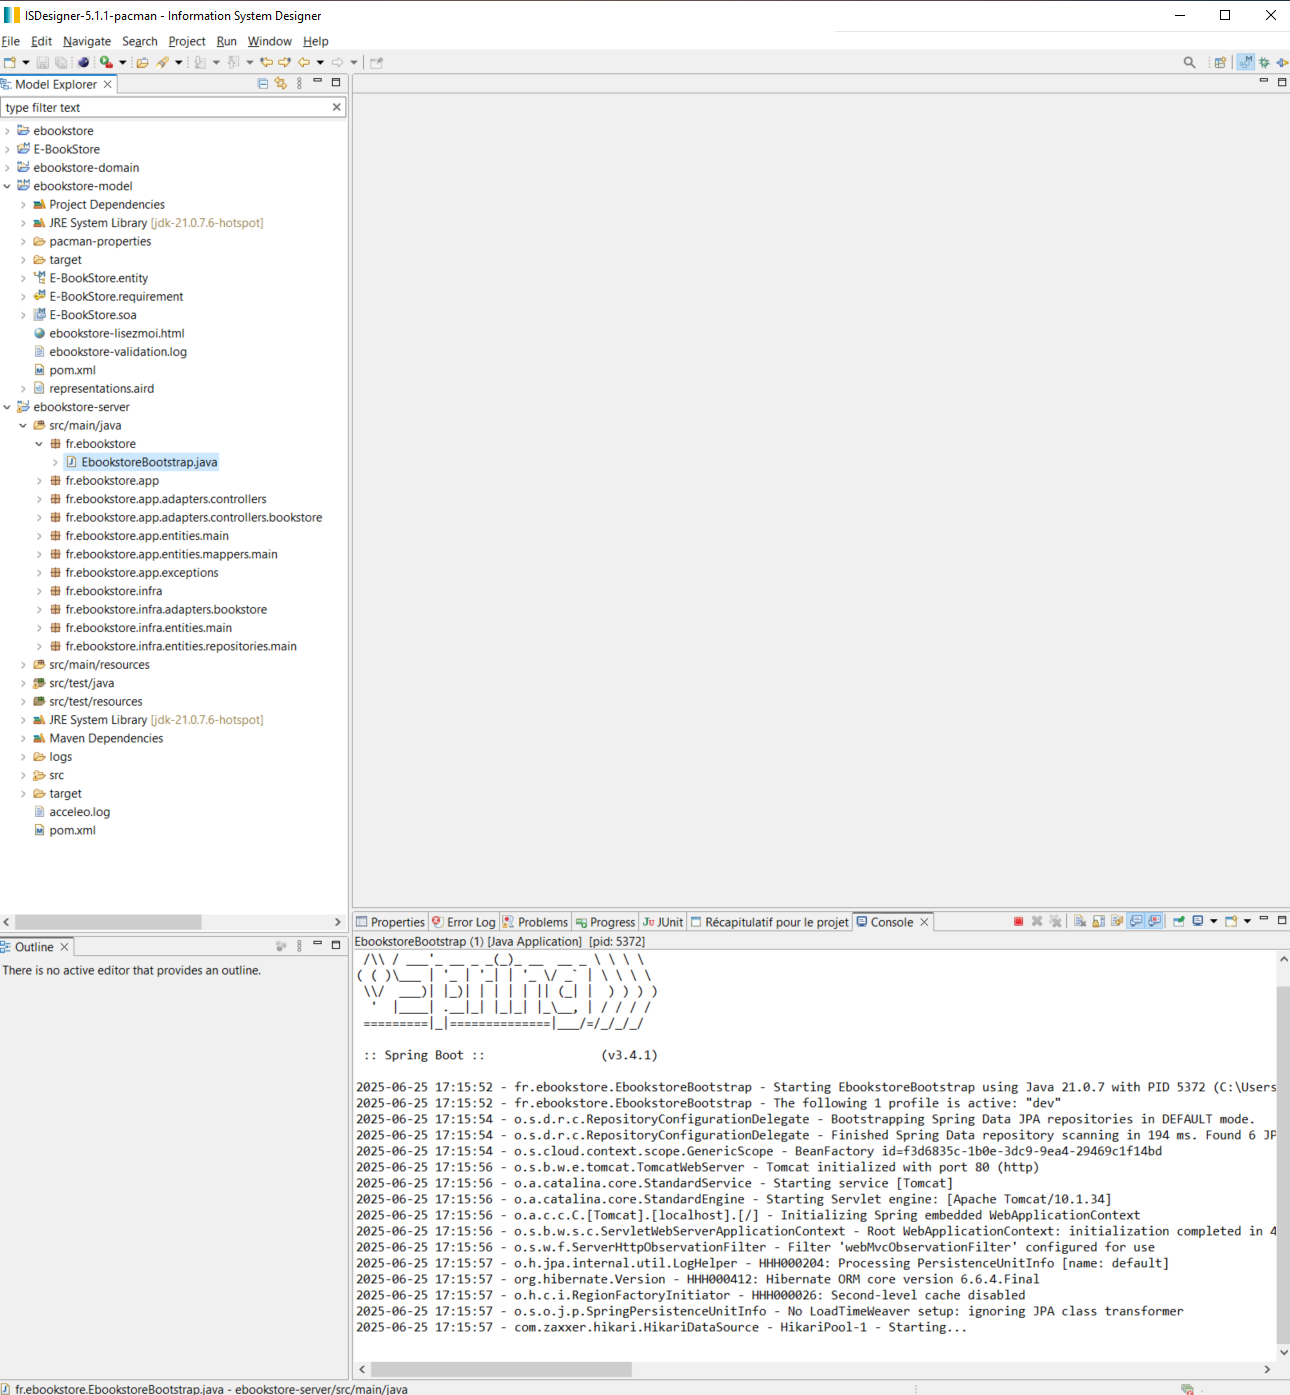 ISDesigner-5.1.1-pacman - Information System Designer
File Edit Navigate Search Project Run Window Help
Model Explorer
type filter text
ebookstore
E-BookStore
ebookstore-domain
ebookstore-model
Project Dependencies
JRE System Library [jdk-21.0.7.6-hotspot]
pacman-properties
target
E-BookStore.entity
E-BookStore.requirement
E-BookStore.soa
ebookstore-lisezmoi.html
ebookstore-validation.log
pom.xml
representations.aird
ebookstore-server
src/main/java
fr.ebookstore
EbookstoreBootstrap.java
fr.ebookstore.app
fr.ebookstore.app.adapters.controllers
fr.ebookstore.app.adapters.controllers.bookstore
fr.ebookstore.app.entities.main
fr.ebookstore.app.entities.mappers.main
fr.ebookstore.app.exceptions
fr.ebookstore.infra
fr.ebookstore.infra.adapters.bookstore
fr.ebookstore.infra.entities.main
fr.ebookstore.infra.entities.repositories.main
src/main/resources
src/test/java
src/test/resources
JRE System Library [jdk-21.0.7.6-hotspot]
Maven Dependencies
logs
src
target
acceleo.log
pom.xml
Outline
There is no active editor that provides an outline.
Properties Error Log Problems Progress JUnit Récapitulatif pour le projet Console
EbookstoreBootstrap (1) [Java Application] [pid: 5372]
:: Spring Boot :: (v3.4.1)
2025-06-25 17:15:52 - fr.ebookstore.EbookstoreBootstrap - Starting EbookstoreBootstrap using Java 21.0.7 with PID 5372 (C:\Users
2025-06-25 17:15:52 - fr.ebookstore.EbookstoreBootstrap - The following 1 profile is active: "dev"
2025-06-25 17:15:54 - o.s.d.r.c.RepositoryConfigurationDelegate - Bootstrapping Spring Data JPA repositories in DEFAULT mode.
2025-06-25 17:15:54 - o.s.d.r.c.RepositoryConfigurationDelegate - Finished Spring Data repository scanning in 194 ms. Found 6 JP
2025-06-25 17:15:54 - o.s.cloud.context.scope.GenericScope - BeanFactory id=f3d6835c-1b0e-3dc9-9ea4-29469c1f14bd
2025-06-25 17:15:56 - o.s.b.w.e.tomcat.TomcatWebServer - Tomcat initialized with port 80 (http)
2025-06-25 17:15:56 - o.a.catalina.core.StandardService - Starting service [Tomcat]
2025-06-25 17:15:56 - o.a.catalina.core.StandardEngine - Starting Servlet engine: [Apache Tomcat/10.1.34]
2025-06-25 17:15:56 - o.a.c.c.C.[Tomcat].[localhost].[/] - Initializing Spring embedded WebApplicationContext
2025-06-25 17:15:56 - o.s.b.w.s.c.ServletWebServerApplicationContext - Root WebApplicationContext: initialization completed in 4
2025-06-25 17:15:56 - o.s.w.f.ServerHttpObservationFilter - Filter 'webMvcObservationFilter' configured for use
2025-06-25 17:15:57 - o.h.jpa.internal.util.LogHelper - HHH000204: Processing PersistenceUnitInfo [name: default]
2025-06-25 17:15:57 - org.hibernate.Version - HHH000412: Hibernate ORM core version 6.6.4.Final
2025-06-25 17:15:57 - o.h.c.i.RegionFactoryInitiator - HHH000026: Second-level cache disabled
2025-06-25 17:15:57 - o.s.o.j.p.SpringPersistenceUnitInfo - No LoadTimeWeaver setup: ignoring JPA class transformer
2025-06-25 17:15:57 - com.zaxxer.hikari.HikariDataSource - HikariPool-1 - Starting...
fr.ebookstore.EbookstoreBootstrap.java - ebookstore-server/src/main/java